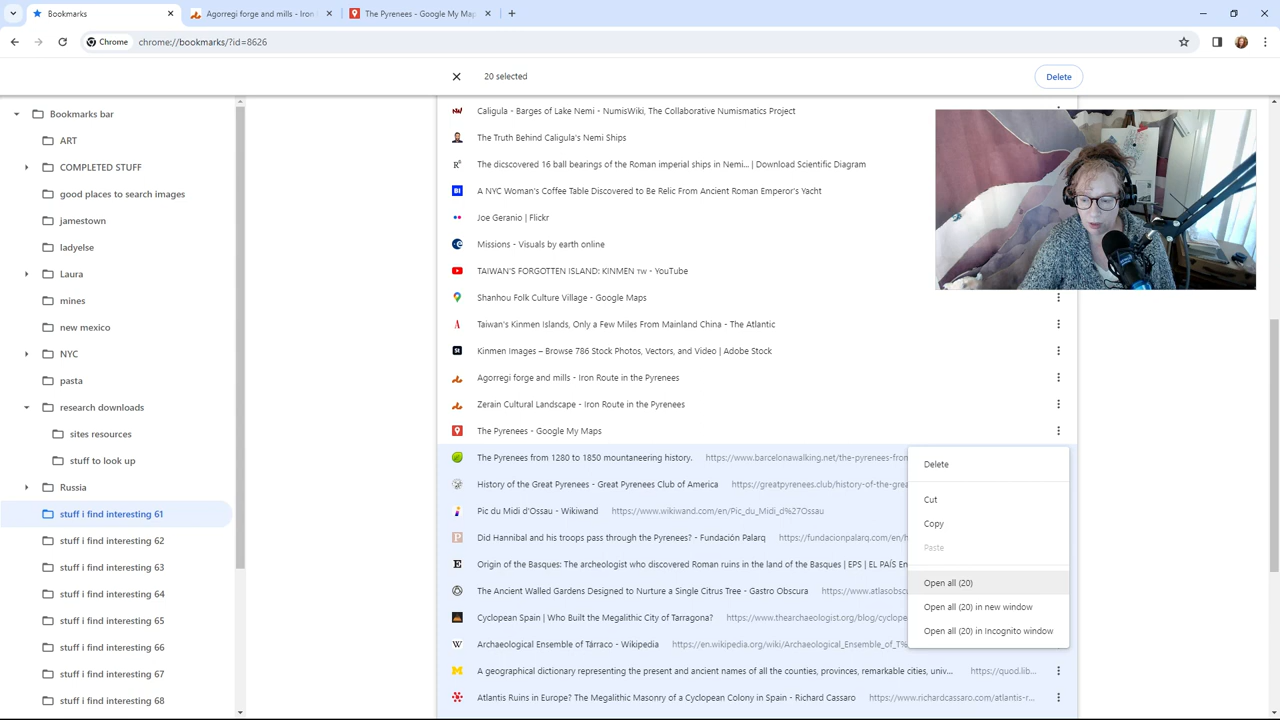 Bookmarks
Agorregi forge and mills - Iron
The Pyrenees - Google My Map
Chrome
chrome://bookmarks/?id=8626
20 selected
Delete
Bookmarks bar
ART
COMPLETED STUFF
good places to search images
jamestown
ladyelse
Laura
mines
new mexico
NYC
pasta
research downloads
sites resources
stuff to look up
Russia
stuff i find interesting 61
stuff i find interesting 62
stuff i find interesting 63
stuff i find interesting 64
stuff i find interesting 65
stuff i find interesting 66
stuff i find interesting 67
stuff i find interesting 68
Caligula - Barges of Lake Nemi - NumisWiki, The Collaborative Numismatics Project
The Truth Behind Caligula's Nemi Ships
The dicscovered 16 ball bearings of the Roman imperial ships in Nemi... | Download Scientific Diagram
A NYC Woman's Coffee Table Discovered to Be Relic From Ancient Roman Emperor's Yacht
Joe Geranio | Flickr
Missions - Visuals by earth online
TAIWAN'S FORGOTTEN ISLAND: KINMEN TW - YouTube
Shanhou Folk Culture Village - Google Maps
Taiwan's Kinmen Islands, Only a Few Miles From Mainland China - The Atlantic
Kinmen Images – Browse 786 Stock Photos, Vectors, and Video | Adobe Stock
Agorregi forge and mills - Iron Route in the Pyrenees
Zerain Cultural Landscape - Iron Route in the Pyrenees
The Pyrenees - Google My Maps
The Pyrenees from 1280 to 1850 mountaineering history. https://www.barcelonawalking.net/the-pyrenees-from
History of the Great Pyrenees - Great Pyrenees Club of America https://greatpyrenees.club/history-of-the-grea
Pic du Midi d'Ossau - Wikiwand https://www.wikiwand.com/en/Pic_du_Midi_d%27Ossau
Did Hannibal and his troops pass through the Pyrenees? - Fundación Palarq https://fundacionpalarq.com/en/h
Origin of the Basques: The archeologist who discovered Roman ruins in the land of the Basques | EPS | EL PAÍS En
The Ancient Walled Gardens Designed to Nurture a Single Citrus Tree - Gastro Obscura https://www.atlasobscu
Cyclopean Spain | Who Built the Megalithic City of Tarragona? https://www.thearchaeologist.org/blog/cyclope
Archaeological Ensemble of Tárraco - Wikipedia https://en.wikipedia.org/wiki/Archaeological_Ensemble_of_T%
A geographical dictionary representing the present and ancient names of all the counties, provinces, remarkable cities, univ... https://quod.lib...
Atlantis Ruins in Europe? The Megalithic Masonry of a Cyclopean Colony in Spain - Richard Cassaro https://www.richardcassaro.com/atlantis-r...
Delete
Cut
Copy
Paste
Open all (20)
Open all (20) in new window
Open all (20) in Incognito window